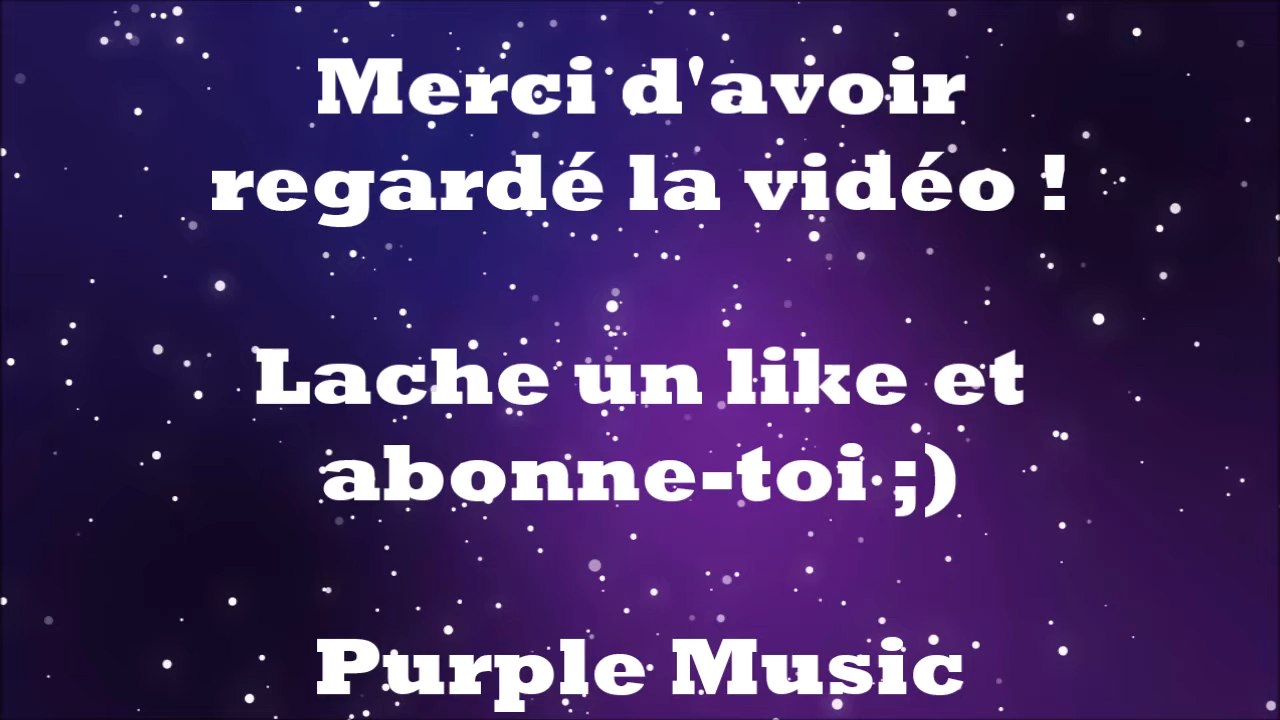 Merci d'avoir
regardé la vidéo !
Lache un like et
abonne-toi ;)
Purple Music